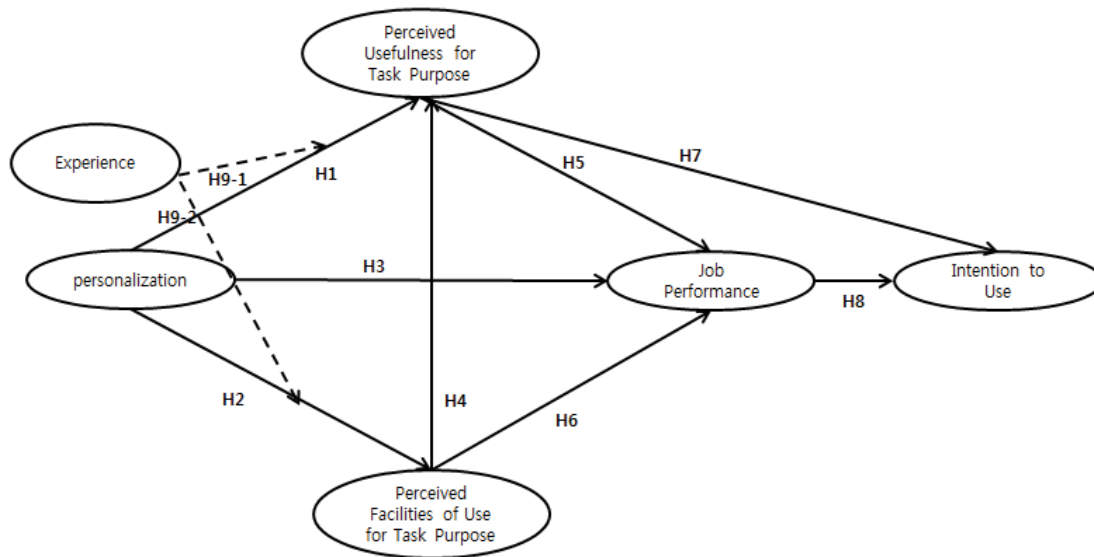 Perceived
Usefulness for
Task Purpose
Experience
H9-1
H1
H5
H7
H9-2
personalization
H3
Job
Performance
H8
Intention to
Use
H2
H4
H6
Perceived
Facilities of Use
for Task Purpose